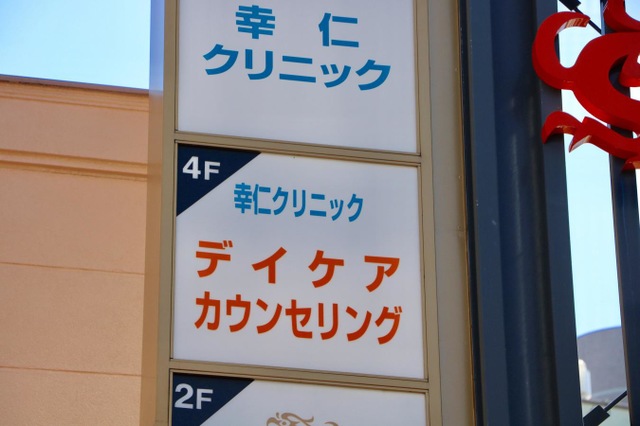 幸仁
クリニック
4F
幸仁クリニック
デイケア
カウンセリング
2F